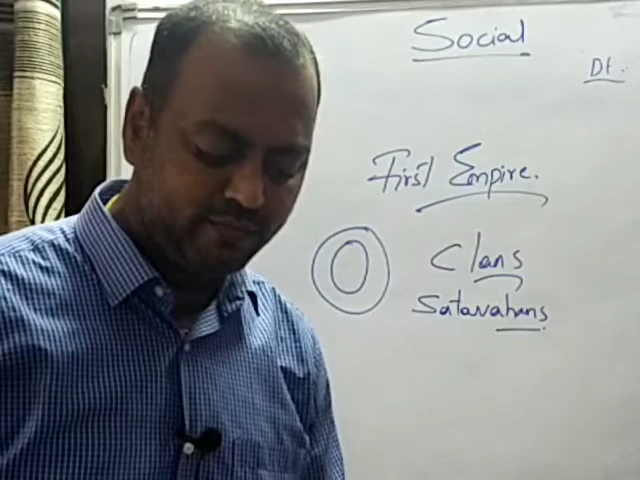 Social
Dt.
First Empire.
Clans
Satavahans